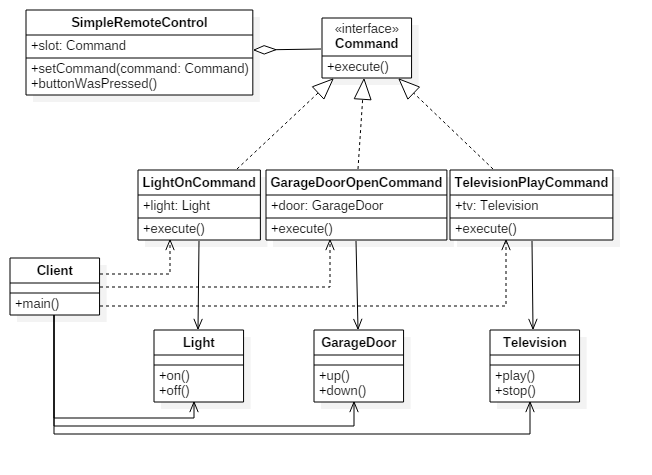 SimpleRemoteControl
+slot: Command
+setCommand(command: Command)
+buttonWasPressed()
«interface»
Command
+execute()
LightOnCommand
+light: Light
+execute()
GarageDoorOpenCommand
+door: GarageDoor
+execute()
TelevisionPlayCommand
+tv: Television
+execute()
Client
+main()
Light
+on()
+off()
GarageDoor
+up()
+down()
Television
+play()
+stop()